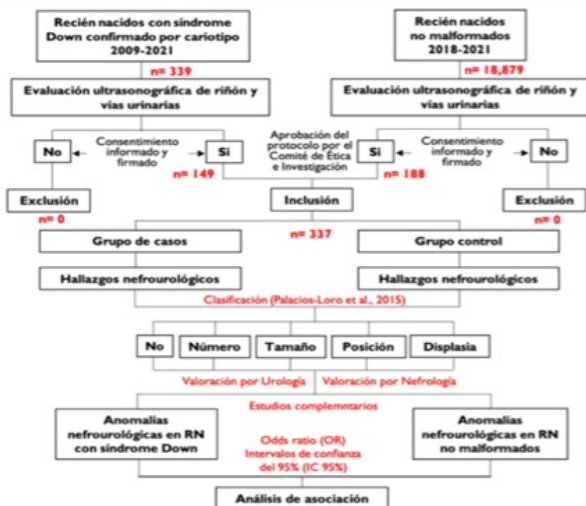 Recién nacidos con síndrome
Down confirmado por cariotipo
2009-2021
Recién nacidos
no malformados
2018-2021
n= 339
n= 18,879
Evaluación ultrasonográfica de riñón y
vías urinarias
Evaluación ultrasonográfica de riñón y
vías urinarias
No
Consentimiento
informado y
firmado
Si
Aprobación del
protocolo por el
Comité de Ética
e Investigación
Si
Consentimiento
informado y
firmado
No
n= 149
n= 188
Exclusión
Inclusión
Exclusión
n= 0
n= 337
n= 0
Grupo de casos
Grupo control
Hallazgos nefrourológicos
Hallazgos nefrourológicos
Clasificación (Palacios-Loro et al., 2015)
No
Número
Tamaño
Posición
Displasia
Valoración por Urología
Valoración por Nefrología
Estudios complemntarios
Anomalías
nefrourológicas en RN
con síndrome Down
Odds ratio (OR)
Intervalos de confianza
del 95% (IC 95%)
Anomalías
nefrourológicas en RN
no malformados
Análisis de asociación